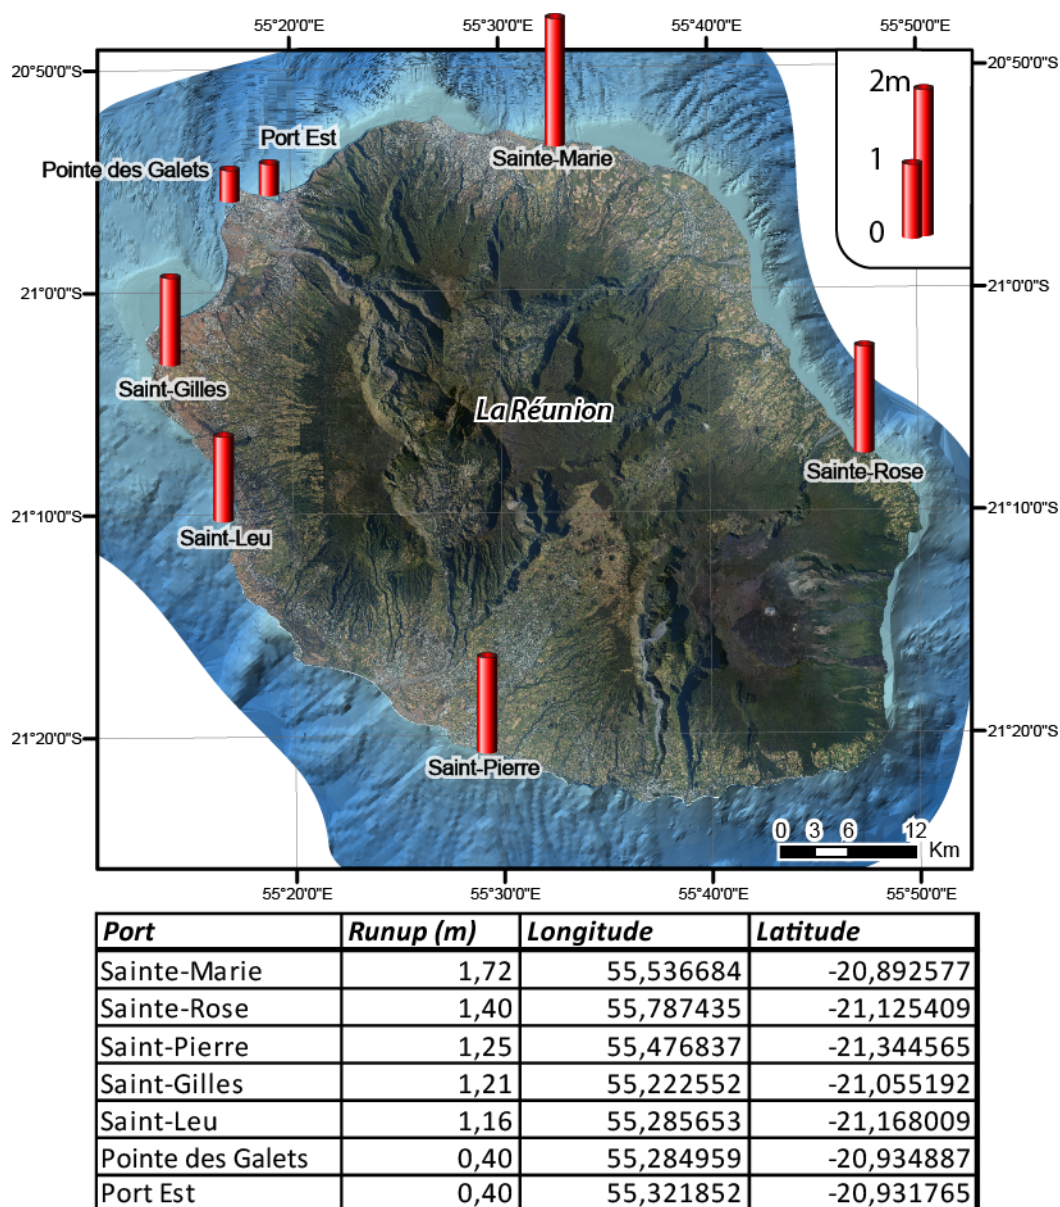 55°20'0"E 55°30'0"E 55°40'0"E 55°50'0"E
20°50'0"S 20°50'0"S
2m
1
0
Port Est
Pointe des Galets
Sainte-Marie
21°0'0"S 21°0'0"S
Saint-Gilles
La Réunion
Sainte-Rose
21°10'0"S 21°10'0"S
Saint-Leu
21°20'0"S 21°20'0"S
Saint-Pierre
0 3 6 12
Km
55°20'0"E 55°30'0"E 55°40'0"E 55°50'0"E
Port Runup (m) Longitude Latitude
Sainte-Marie 1,72 55,536684 -20,892577
Sainte-Rose 1,40 55,787435 -21,125409
Saint-Pierre 1,25 55,476837 -21,344565
Saint-Gilles 1,21 55,222552 -21,055192
Saint-Leu 1,16 55,285653 -21,168009
Pointe des Galets 0,40 55,284959 -20,934887
Port Est 0,40 55,321852 -20,931765